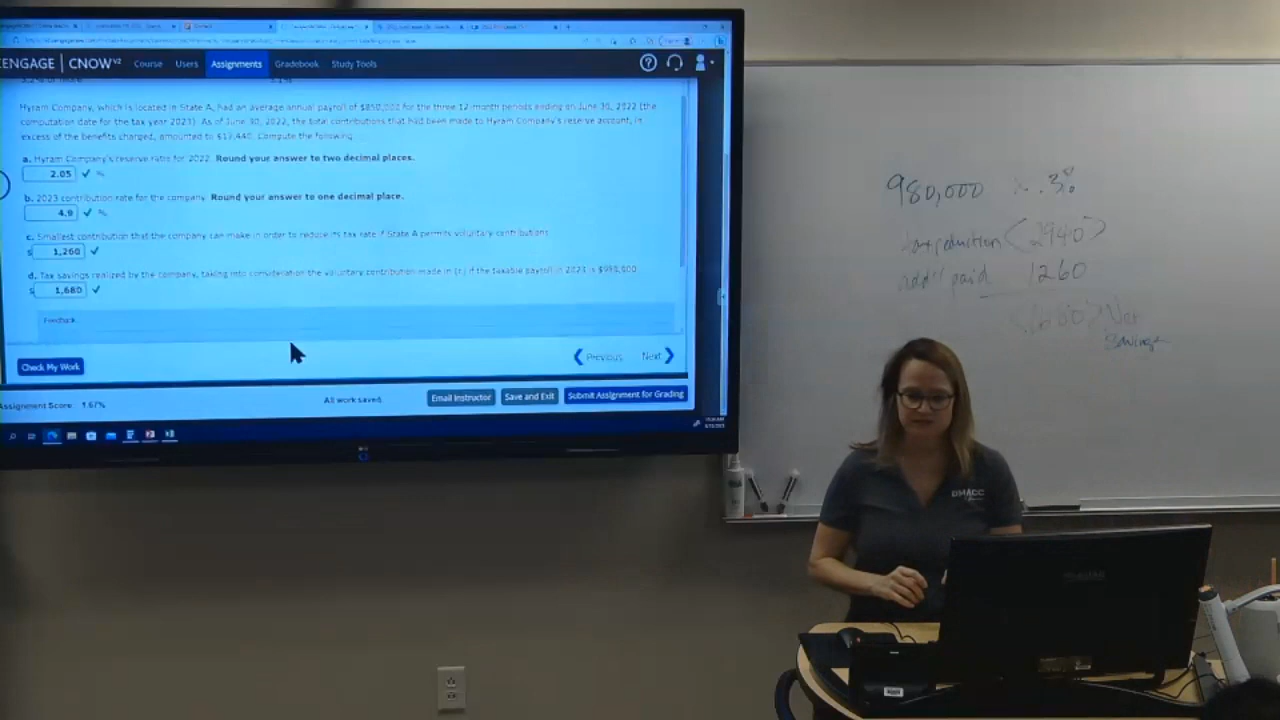 CENGAGE | CNOWv2 Course Users Assignments Gradebook Study Tools
Hyram Company, which is located in State A, had an average annual payroll of $850,000 for the three 12-month periods ending on June 30, 2022 (the
computation date for the tax year 2023). As of June 30, 2022, the total contributions that had been made to Hyram Company's reserve account, in
excess of the benefits charged, amounted to $17,440. Compute the following:
a. Hyram Company's reserve ratio for 2022. Round your answer to two decimal places.
2.05 ✔ %
b. 2023 contribution rate for the company. Round your answer to one decimal place.
4.9 ✔ %
c. Smallest contribution that the company can make in order to reduce its tax rate if State A permits voluntary contributions.
$ 1,260 ✔
d. Tax savings realized by the company, taking into consideration the voluntary contribution made in (c) if the taxable payroll in 2023 is $980,000.
$ 1,680 ✔
Feedback
Check My Work
Previous Next
All work saved.
Email Instructor Save and Exit Submit Assignment for Grading
980,000 × .3%
(2940)
add'l paid 1260
Net
Savings
DMACC